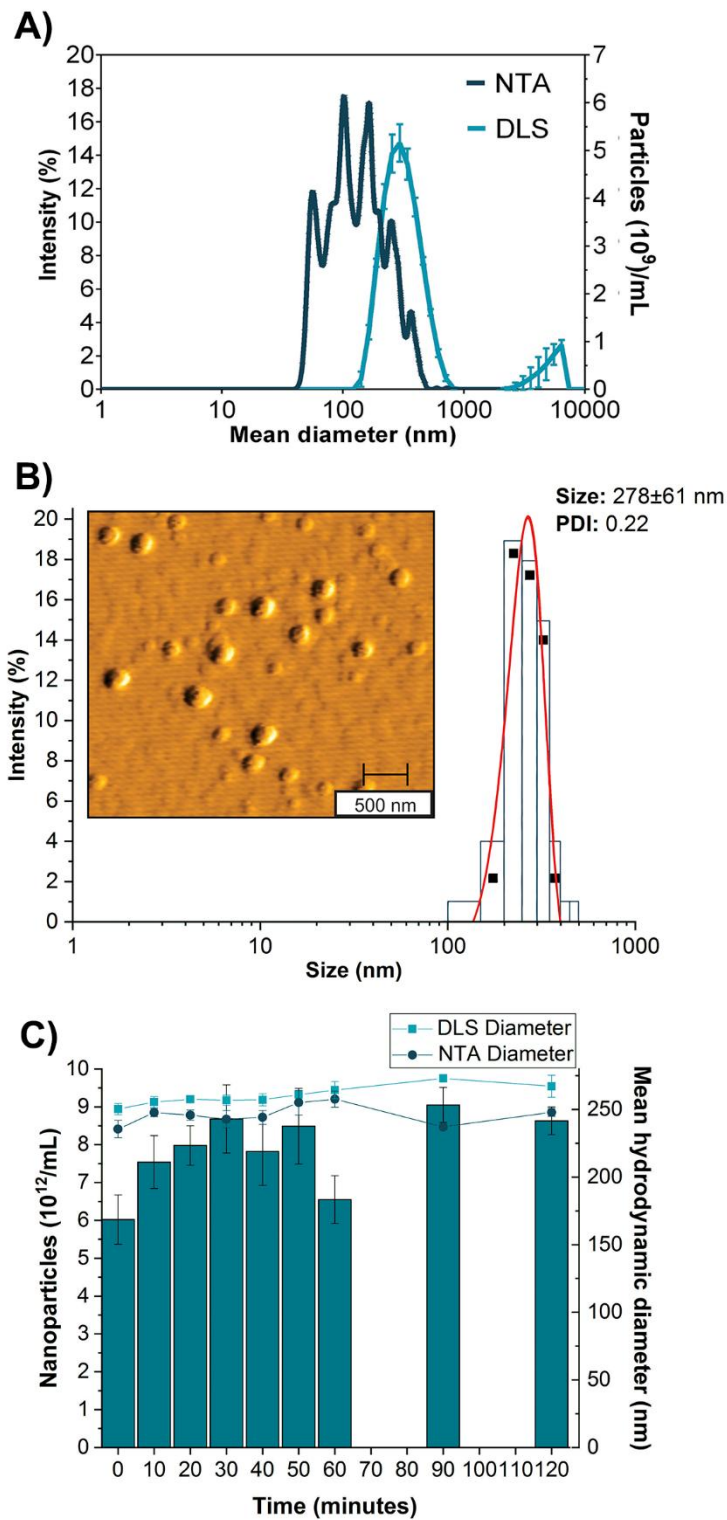 A)
NTA
DLS
20
18
16
14
12
10
8
6
4
2
0
Intensity (%)
7
6
5
4
3
2
1
0
Particles (10⁹)/mL
1 10 100 1000 10000
Mean diameter (nm)
B)
Size: 278±61 nm
PDI: 0.22
20
18
16
14
12
10
8
6
4
2
0
Intensity (%)
500 nm
1 10 100 1000
Size (nm)
C)
DLS Diameter
NTA Diameter
10
9
8
7
6
5
4
3
2
1
0
Nanoparticles (10¹²/mL)
250
200
150
100
50
0
Mean hydrodynamic diameter (nm)
0 10 20 30 40 50 60 70 80 90 100 110 120
Time (minutes)